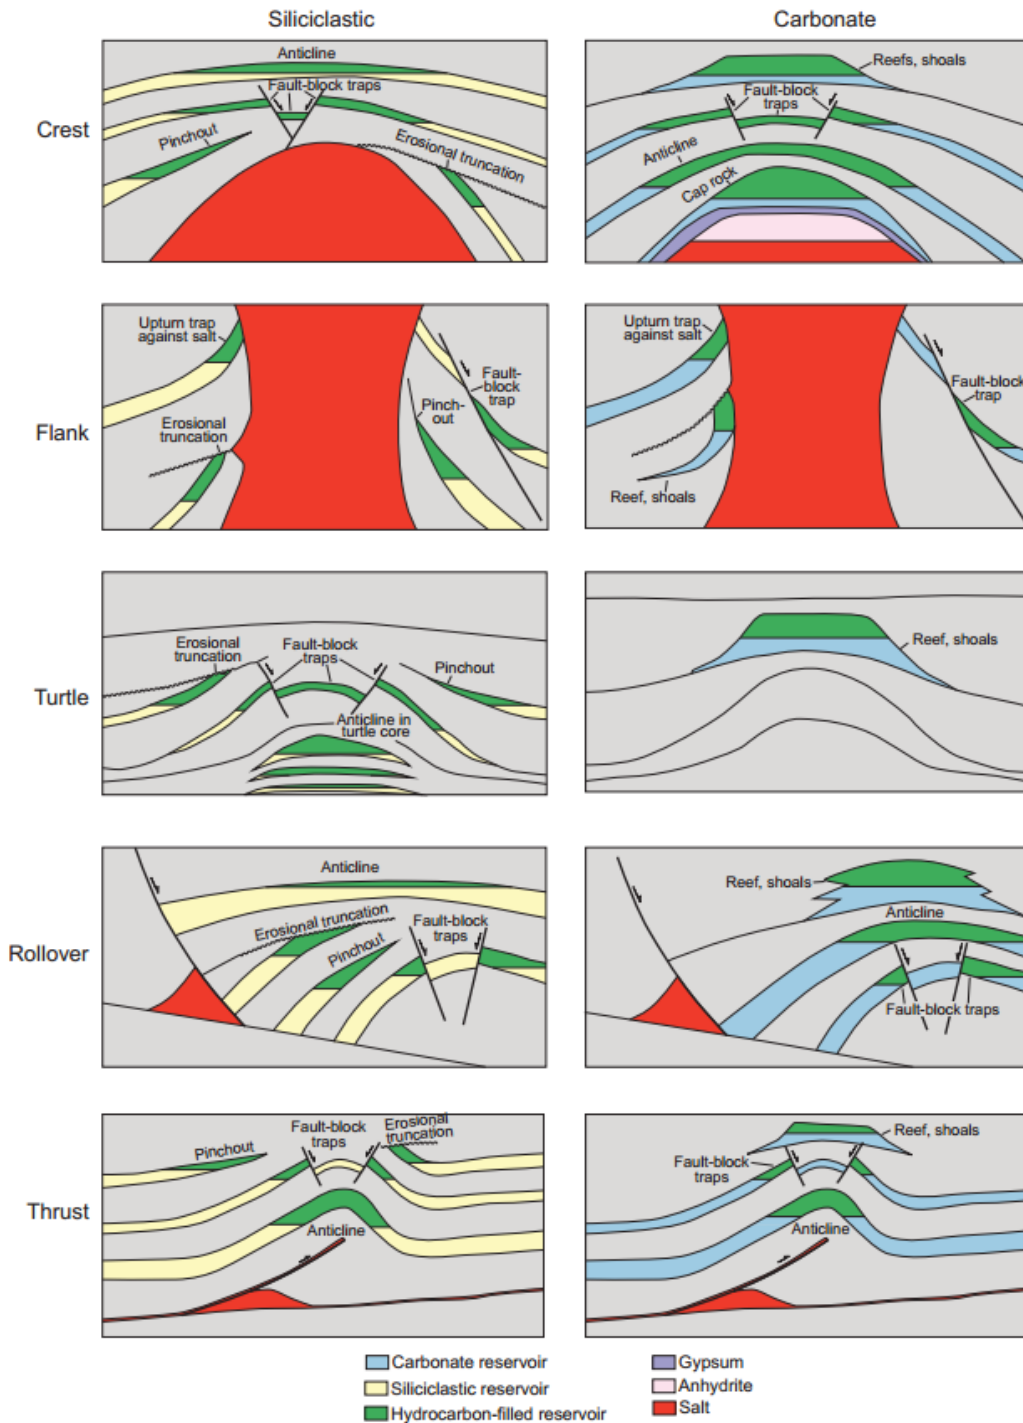 Siliciclastic
Carbonate
Crest
Anticline
Fault-block
traps
Pinchout
Erosional truncation
Reefs, shoals
Fault-block
traps
Anticline
Cap rock
Flank
Upturn trap
against salt
Fault-
block
trap
Pinch-
out
Erosional
truncation
Upturn trap
against salt
Fault-block
trap
Reef, shoals
Turtle
Erosional
truncation
Fault-block
traps
Pinchout
Anticline in
turtle core
Reef, shoals
Rollover
Anticline
Erosional truncation
Fault-block
traps
Pinchout
Reef, shoals
Anticline
Fault-block traps
Thrust
Pinchout
Fault-block
traps
Erosional
truncation
Anticline
Reef, shoals
Fault-block
traps
Anticline
Carbonate reservoir
Siliciclastic reservoir
Hydrocarbon-filled reservoir
Gypsum
Anhydrite
Salt